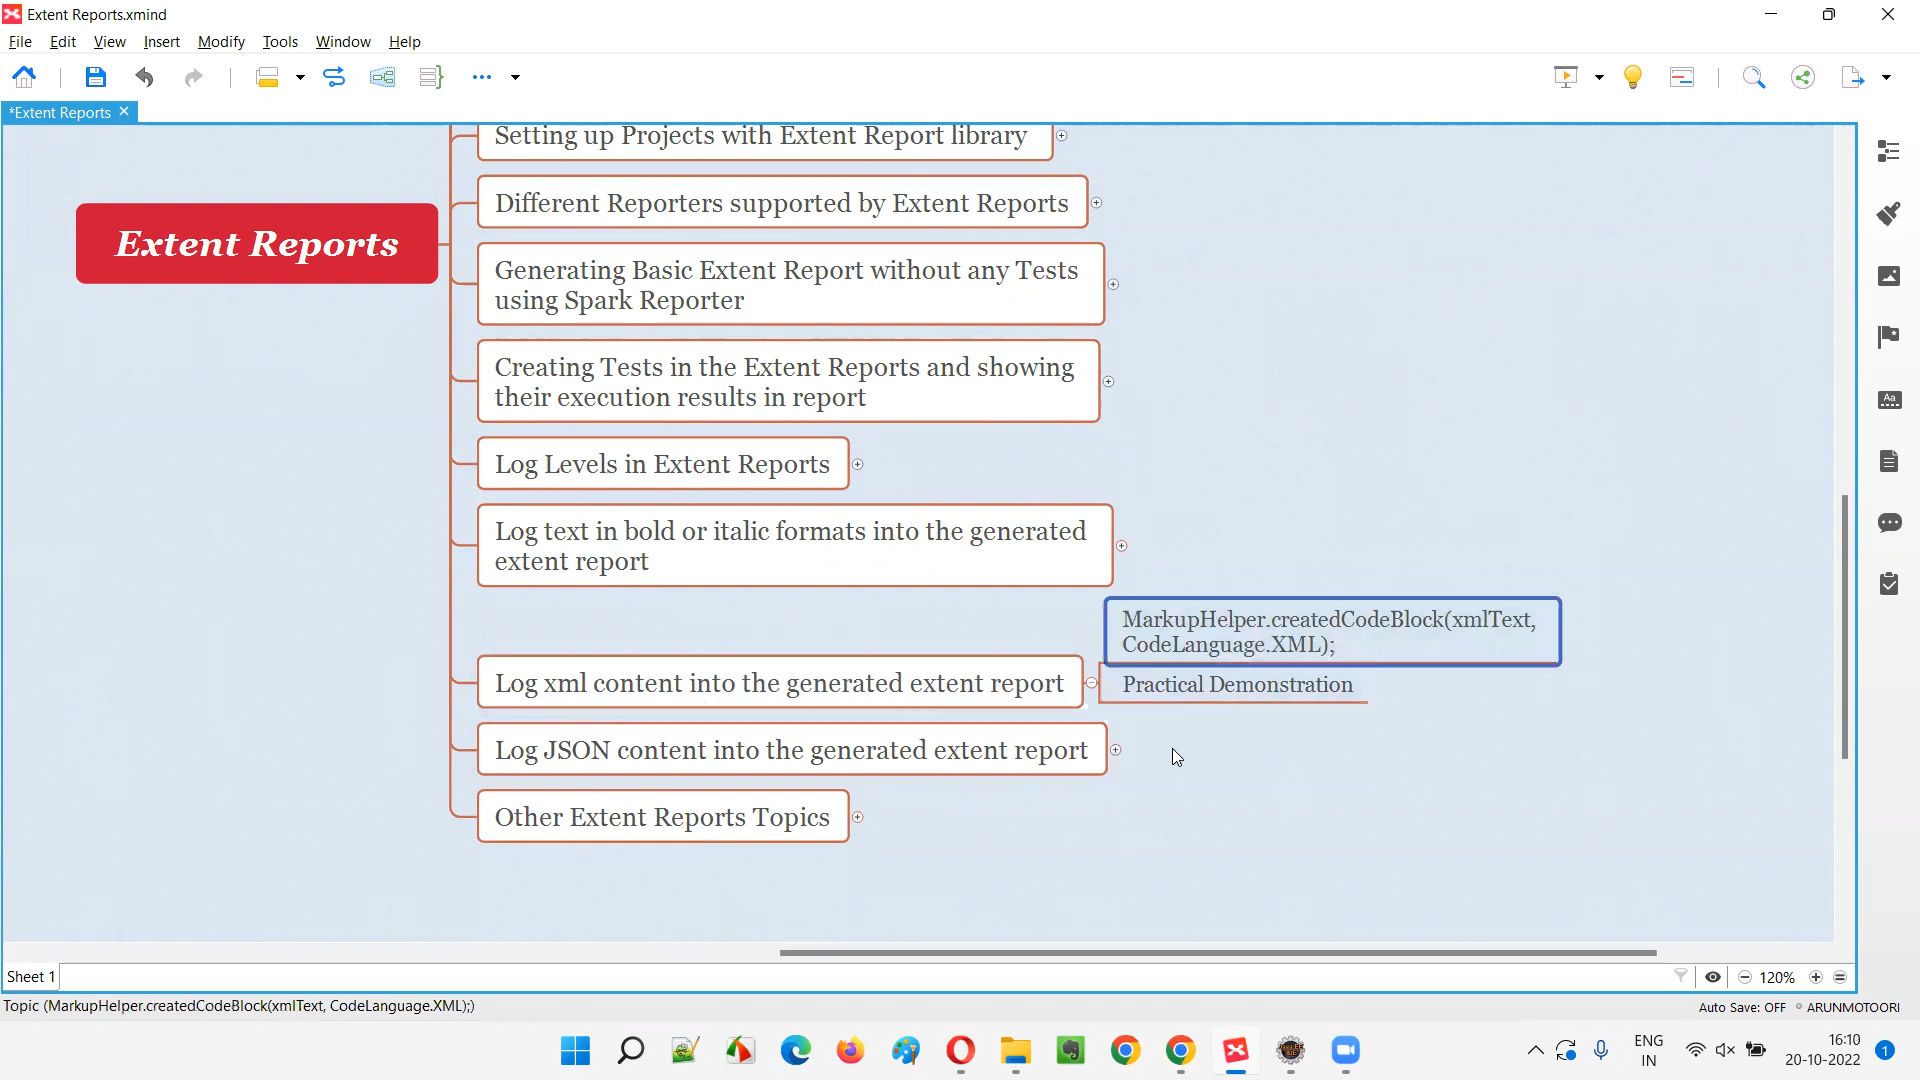 Extent Reports.xmind
File Edit View Insert Modify Tools Window Help
*Extent Reports
Setting up Projects with Extent Report library
Different Reporters supported by Extent Reports
Extent Reports
Generating Basic Extent Report without any Tests
using Spark Reporter
Creating Tests in the Extent Reports and showing
their execution results in report
Log Levels in Extent Reports
Log text in bold or italic formats into the generated
extent report
MarkupHelper.createdCodeBlock(xmlText,
CodeLanguage.XML);
Log xml content into the generated extent report
Practical Demonstration
Log JSON content into the generated extent report
Other Extent Reports Topics
Sheet 1
120%
Topic (MarkupHelper.createdCodeBlock(xmlText, CodeLanguage.XML);)
Auto Save: OFF
ARUNMOTOORI
ENG
IN
16:10
20-10-2022
1
Aa